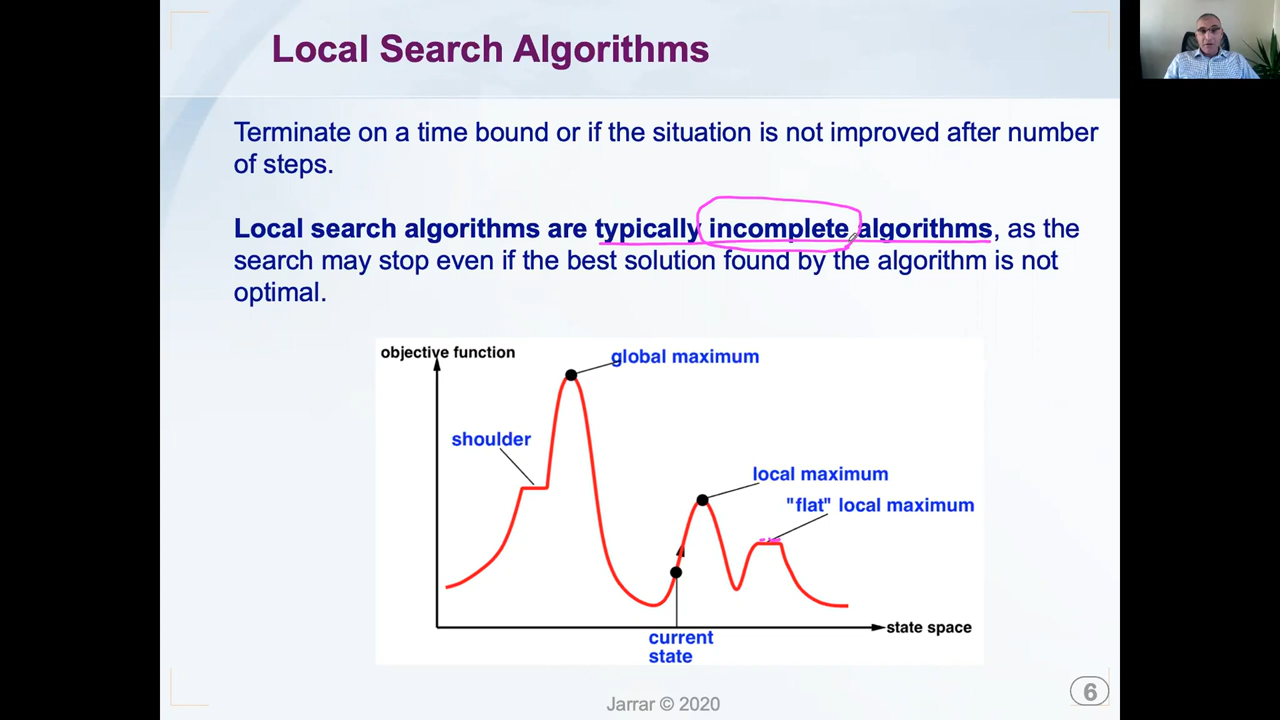 Local Search Algorithms
Terminate on a time bound or if the situation is not improved after number
of steps.
Local search algorithms are typically incomplete algorithms, as the
search may stop even if the best solution found by the algorithm is not
optimal.
objective function
global maximum
shoulder
local maximum
"flat" local maximum
state space
current
state
Jarrar © 2020
6